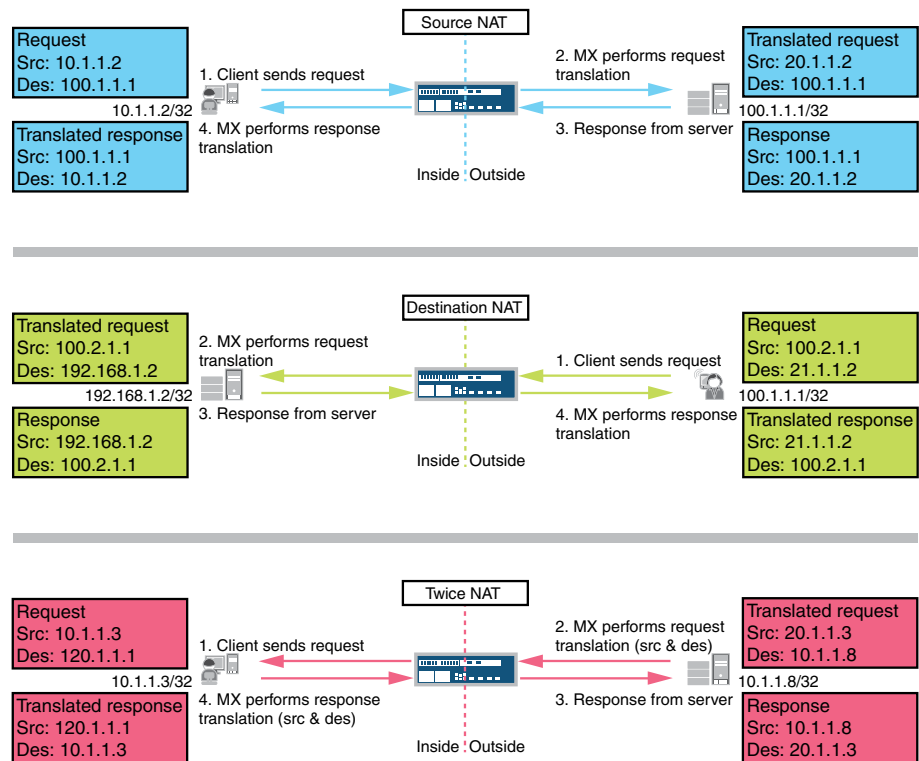 Source NAT
Request
Src: 10.1.1.2
Des: 100.1.1.1
10.1.1.2/32
Translated response
Src: 100.1.1.1
Des: 10.1.1.2
1. Client sends request
4. MX performs response
translation
Inside
Outside
2. MX performs request
translation
3. Response from server
Translated request
Src: 20.1.1.2
Des: 100.1.1.1
100.1.1.1/32
Response
Src: 100.1.1.1
Des: 20.1.1.2
Destination NAT
Translated request
Src: 100.2.1.1
Des: 192.168.1.2
192.168.1.2/32
Response
Src: 192.168.1.2
Des: 100.2.1.1
2. MX performs request
translation
3. Response from server
Inside
Outside
1. Client sends request
4. MX performs response
translation
Request
Src: 100.2.1.1
Des: 21.1.1.2
100.1.1.1/32
Translated response
Src: 21.1.1.2
Des: 100.2.1.1
Twice NAT
Request
Src: 10.1.1.3
Des: 120.1.1.1
10.1.1.3/32
Translated response
Src: 120.1.1.1
Des: 10.1.1.3
1. Client sends request
4. MX performs response
translation (src & des)
Inside
Outside
2. MX performs request
translation (src & des)
3. Response from server
Translated request
Src: 20.1.1.3
Des: 10.1.1.8
10.1.1.8/32
Response
Src: 10.1.1.8
Des: 20.1.1.3